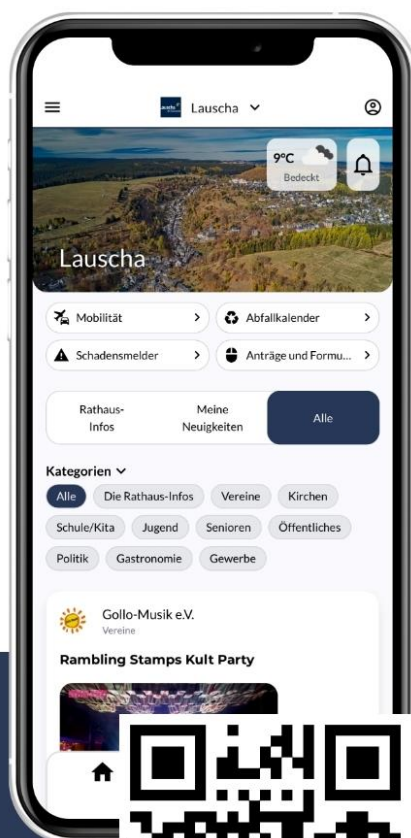 Lauscha
9°C
Bedeckt
Lauscha
Mobilität
Abfallkalender
Schadensmelder
Anträge und Formu...
Rathaus-
Infos
Meine
Neuigkeiten
Alle
Kategorien
Alle
Die Rathaus-Infos
Vereine
Kirchen
Schule/Kita
Jugend
Senioren
Öffentliches
Politik
Gastronomie
Gewerbe
Gollo-Musik e.V.
Vereine
Rambling Stamps Kult Party